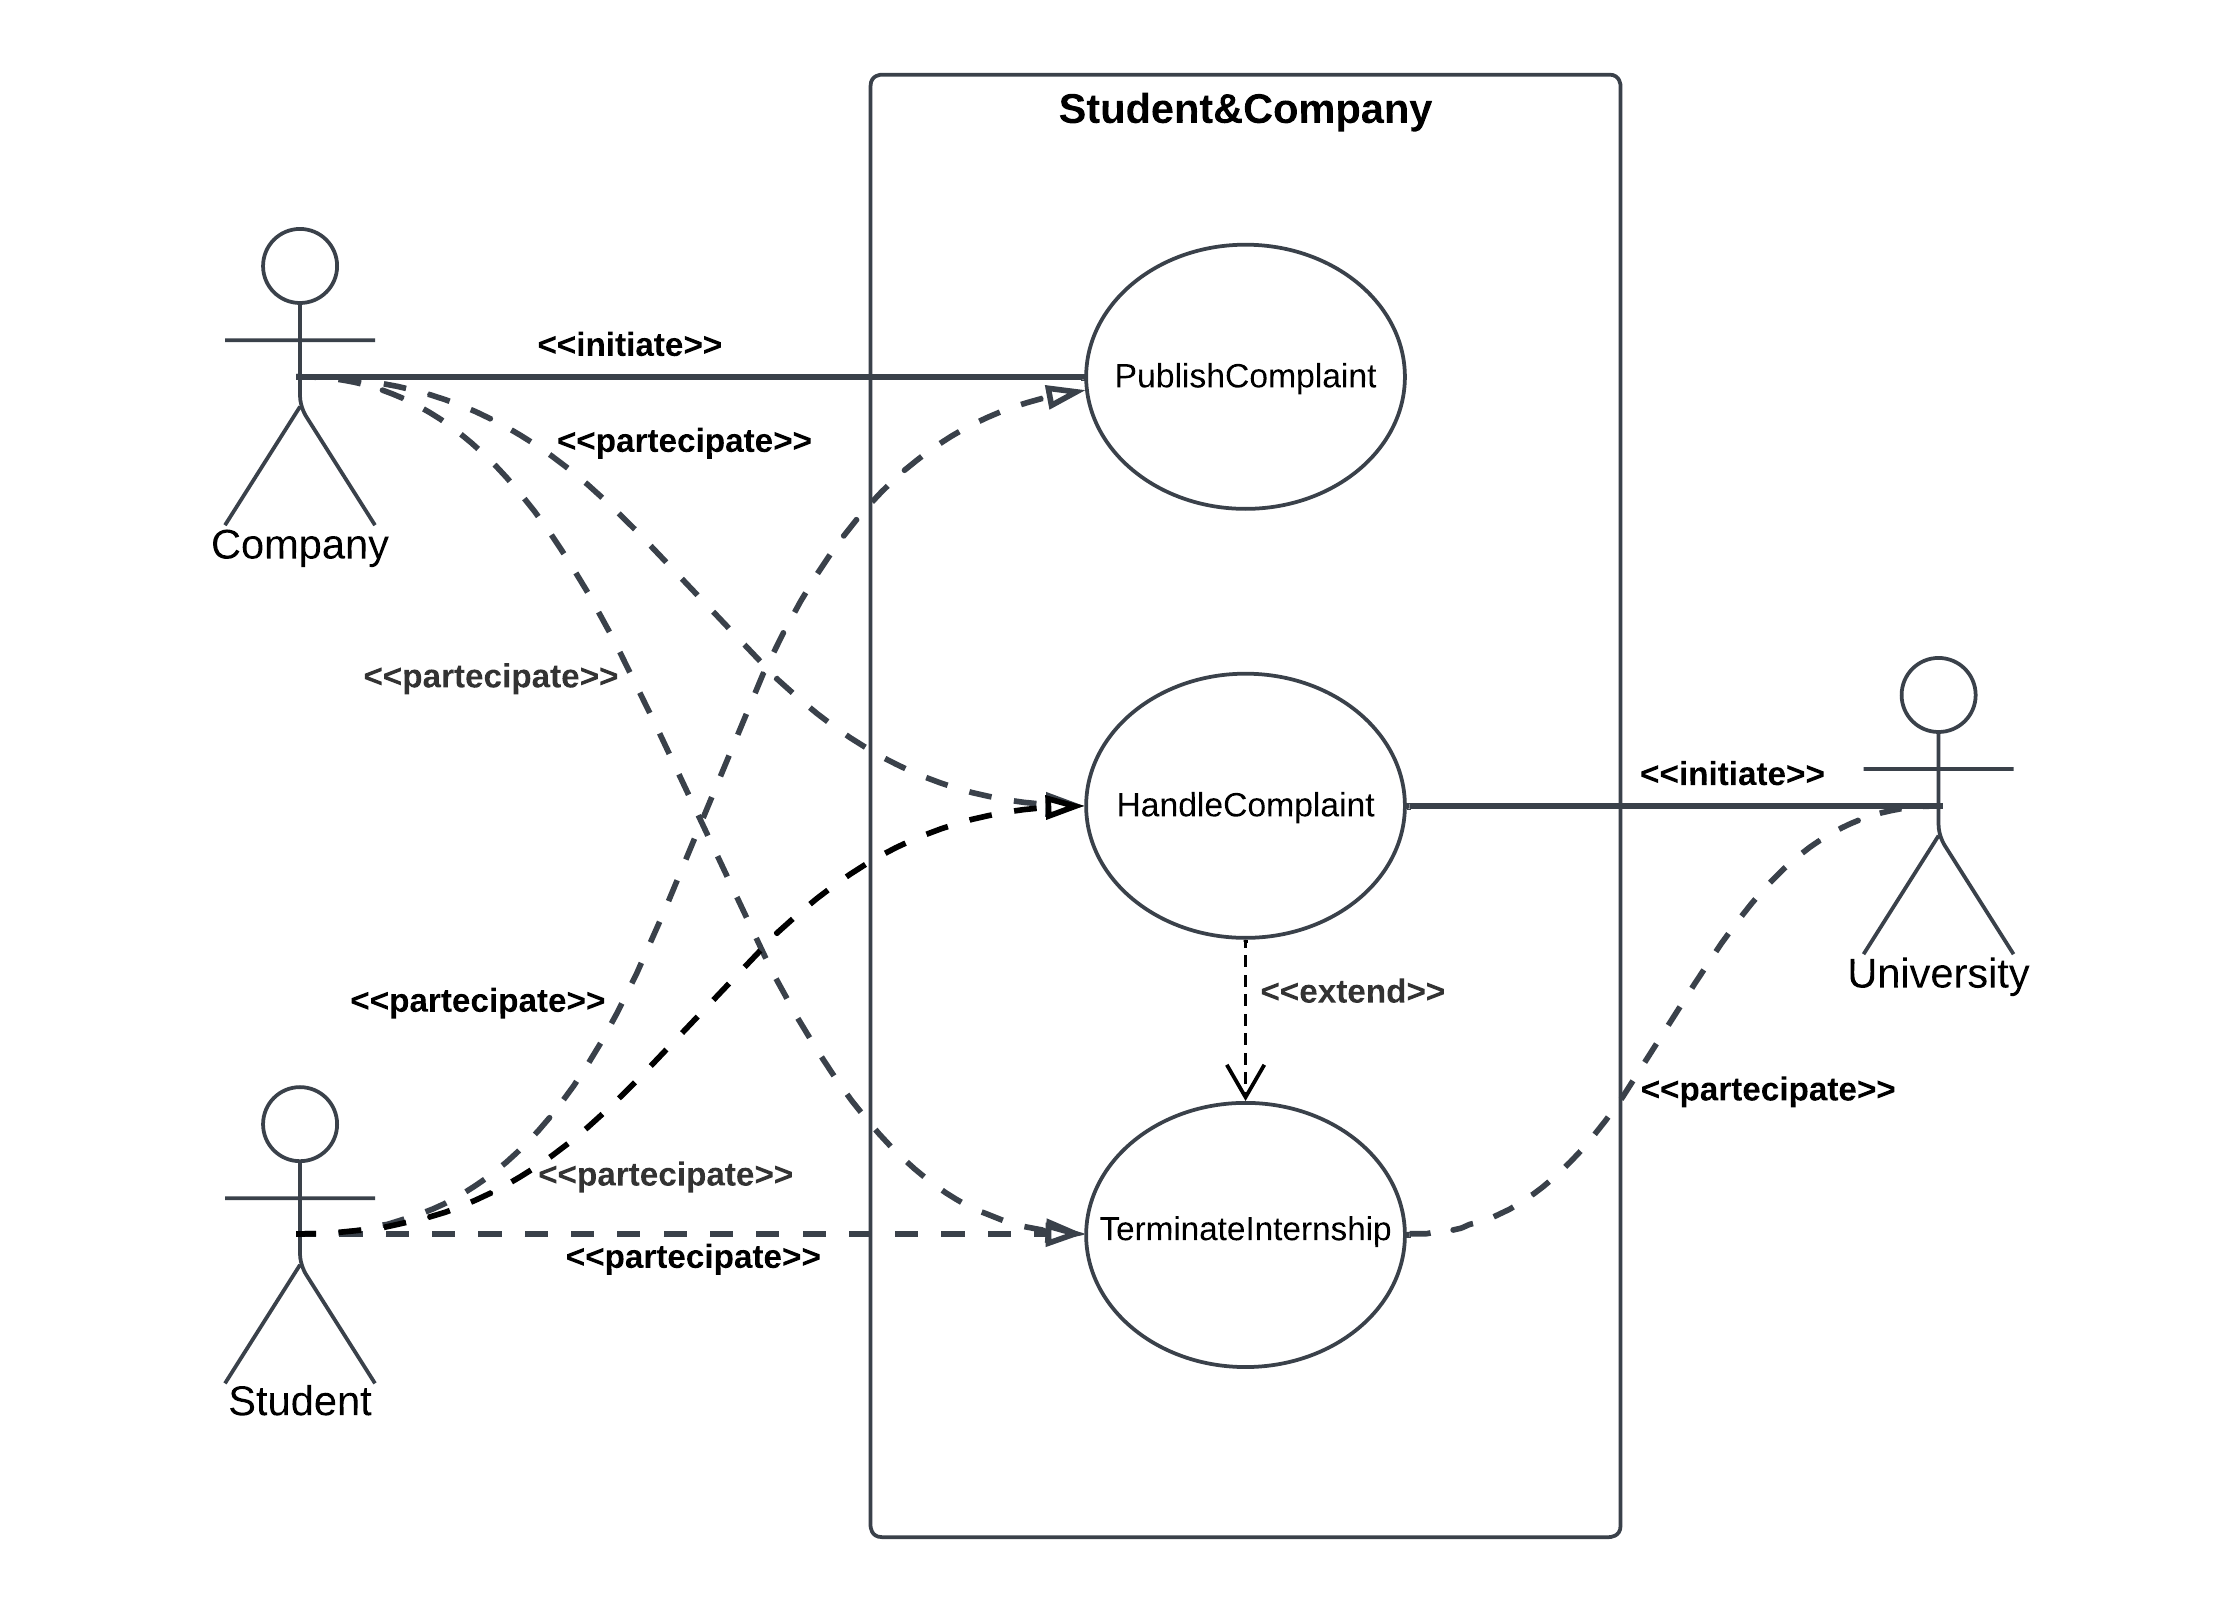 Student&Company
<<initiate>>
PublishComplaint
<<partecipate>>
Company
<<partecipate>>
<<initiate>>
HandleComplaint
University
<<extend>>
<<partecipate>>
<<partecipate>>
<<partecipate>>
TerminateInternship
<<partecipate>>
Student